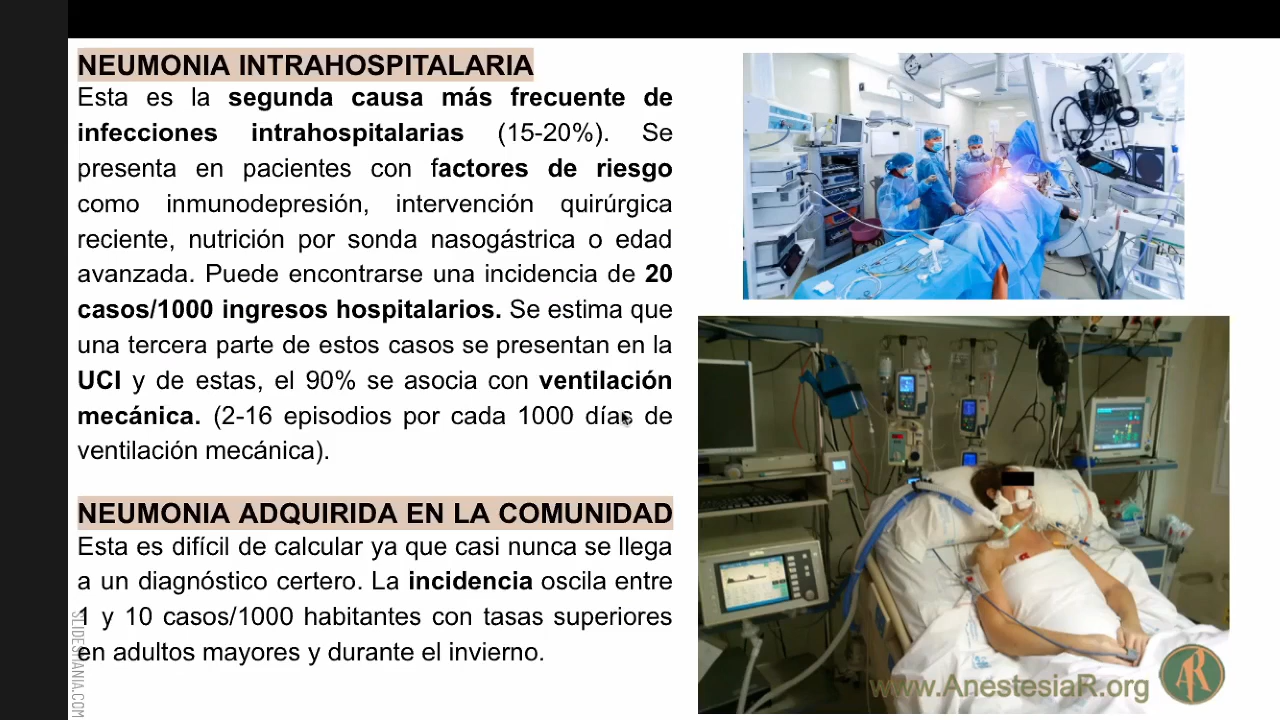 NEUMONIA INTRAHOSPITALARIA
Esta es la segunda causa más frecuente de
infecciones intrahospitalarias (15-20%). Se
presenta en pacientes con factores de riesgo
como inmunodepresión, intervención quirúrgica
reciente, nutrición por sonda nasogástrica o edad
avanzada. Puede encontrarse una incidencia de 20
casos/1000 ingresos hospitalarios. Se estima que
una tercera parte de estos casos se presentan en la
UCI y de estas, el 90% se asocia con ventilación
mecánica. (2-16 episodios por cada 1000 días de
ventilación mecánica).
NEUMONIA ADQUIRIDA EN LA COMUNIDAD
Esta es difícil de calcular ya que casi nunca se llega
a un diagnóstico certero. La incidencia oscila entre
1 y 10 casos/1000 habitantes con tasas superiores
en adultos mayores y durante el invierno.
SLIDESMANIA.COM
www.AnestesiaR.org
AR